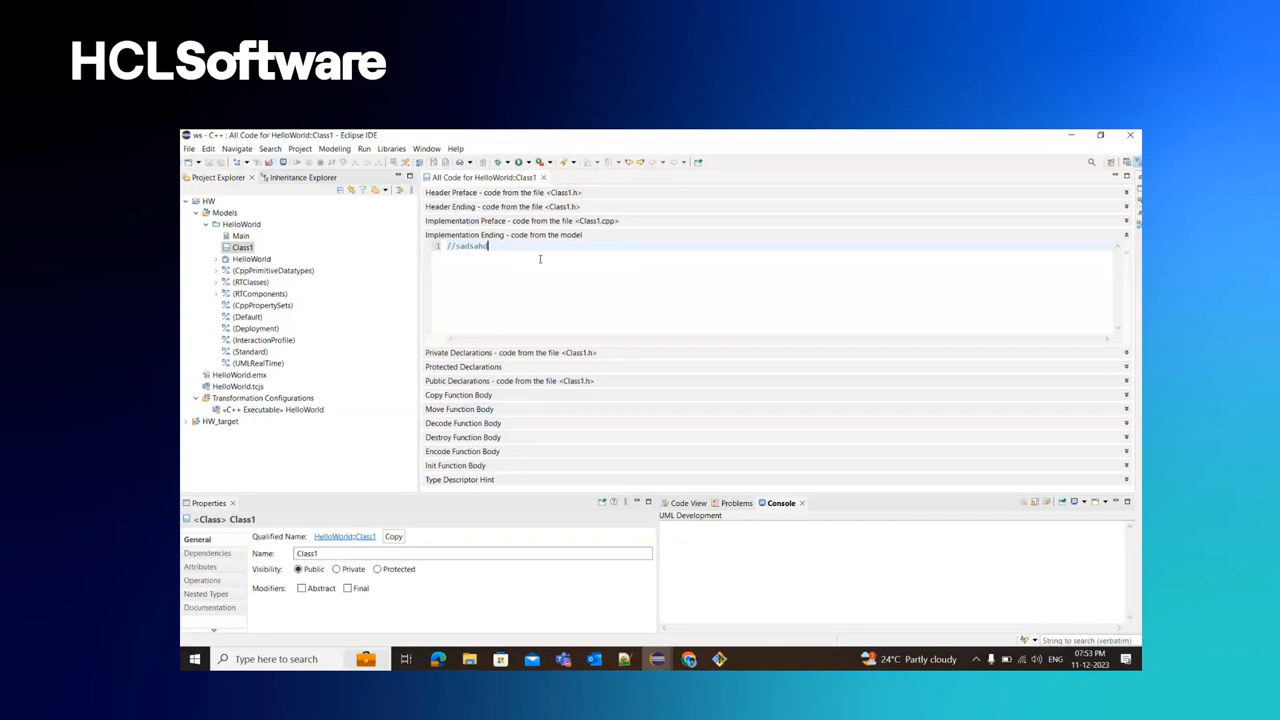 HCLSoftware
ws - C++ : All Code for HelloWorld::Class1 - Eclipse IDE
File Edit Navigate Search Project Modeling Run Libraries Window Help
Project Explorer Inheritance Explorer
All Code for HelloWorld::Class1
HW
Models
HelloWorld
Main
Class1
HelloWorld
(CppPrimitiveDatatypes)
(RTClasses)
(RTComponents)
(CppPropertySets)
(Default)
(Deployment)
(InteractionProfile)
(Standard)
(UMLRealTime)
HelloWorld.emx
HelloWorld.tcjs
Transformation Configurations
«C++ Executable» HelloWorld
HW_target
Header Preface - code from the file <Class1.h>
Header Ending - code from the file <Class1.h>
Implementation Preface - code from the file <Class1.cpp>
Implementation Ending - code from the model
1 //sadsahd
Private Declarations - code from the file <Class1.h>
Protected Declarations
Public Declarations - code from the file <Class1.h>
Copy Function Body
Move Function Body
Decode Function Body
Destroy Function Body
Encode Function Body
Init Function Body
Type Descriptor Hint
Properties
<Class> Class1
General
Dependencies
Attributes
Operations
Nested Types
Documentation
Qualified Name: HelloWorld::Class1 Copy
Name: Class1
Visibility: Public Private Protected
Modifiers: Abstract Final
Code View Problems Console
UML Development
String to search (verbatim)
Type here to search
24°C Partly cloudy
ENG
07:53 PM
11-12-2023